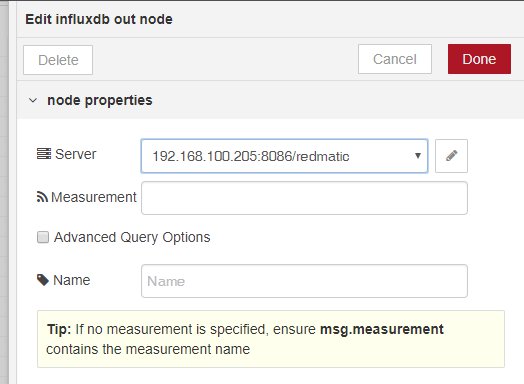 Edit influxdb out node
Delete Cancel Done
node properties
Server 192.168.100.205:8086/redmatic
Measurement
Advanced Query Options
Name Name
Tip: If no measurement is specified, ensure msg.measurement
contains the measurement name